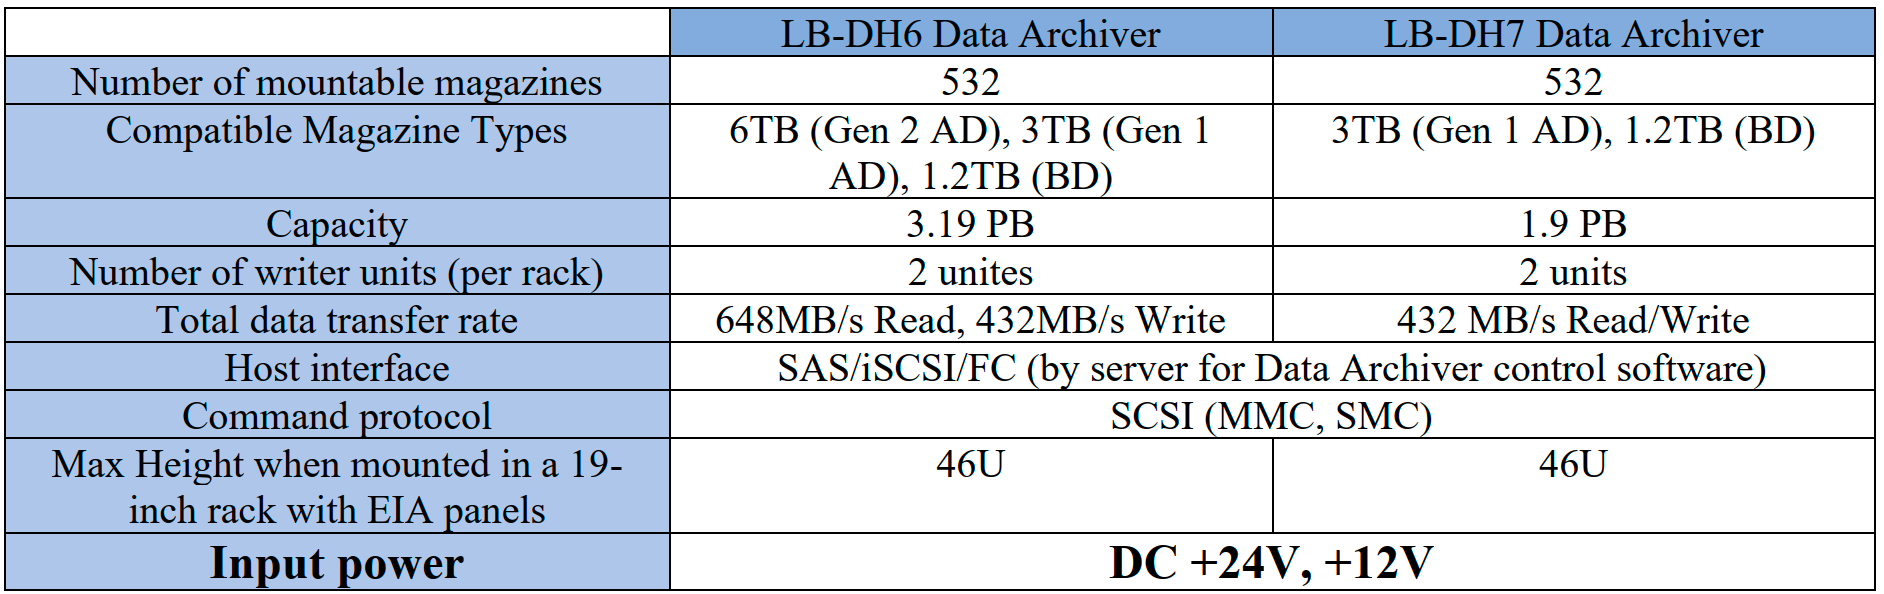 LB-DH6 Data Archiver LB-DH7 Data Archiver
Number of mountable magazines 532 532
Compatible Magazine Types 6TB (Gen 2 AD), 3TB (Gen 1 3TB (Gen 1 AD), 1.2TB (BD)
AD), 1.2TB (BD)
Capacity 3.19 PB 1.9 PB
Number of writer units (per rack) 2 unites 2 units
Total data transfer rate 648MB/s Read, 432MB/s Write 432 MB/s Read/Write
Host interface SAS/iSCSI/FC (by server for Data Archiver control software)
Command protocol SCSI (MMC, SMC)
Max Height when mounted in a 19- 46U 46U
inch rack with EIA panels
Input power DC +24V, +12V